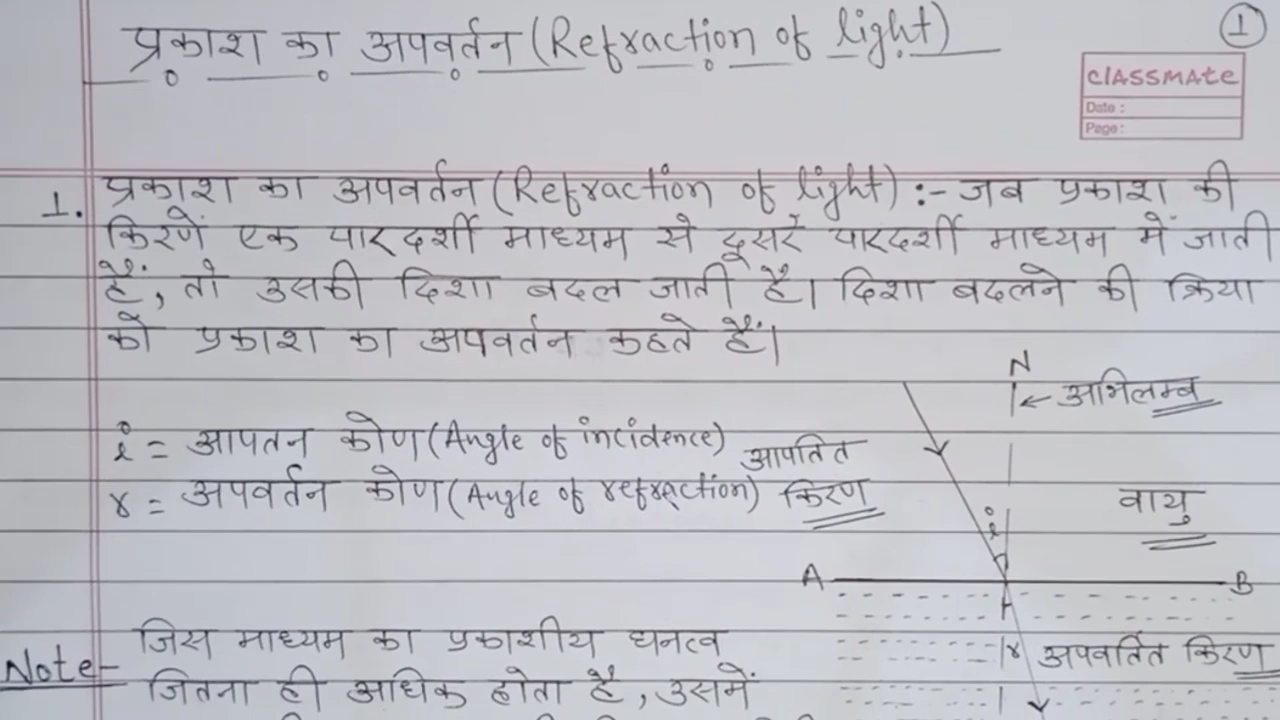 प्रकाश का अपवर्तन (Refraction of light)
1
CLASSMATE
Date :
Page :
1. प्रकाश का अपवर्तन (Refraction of light) :- जब प्रकाश की
किरणें एक पारदर्शी माध्यम से दूसरें पारदर्शी माध्यम में जाती
हैं, तो उसकी दिशा बदल जाती है। दिशा बदलने की क्रिया
को प्रकाश का अपवर्तन कहते हैं।
N
← अभिलम्ब
i = आपतन कोण (Angle of incidence)
r = अपवर्तन कोण (Angle of refraction)
आपतित
किरण
वायु
i
A B
r अपवर्तित किरण
Note- जिस माध्यम का प्रकाशीय घनत्व
जितना ही अधिक होता है, उसमें